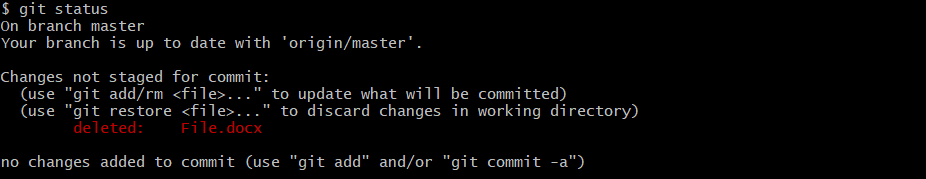 $ git status
On branch master
Your branch is up to date with 'origin/master'.
Changes not staged for commit:
(use "git add/rm <file>..." to update what will be committed)
(use "git restore <file>..." to discard changes in working directory)
deleted: File.docx
no changes added to commit (use "git add" and/or "git commit -a")